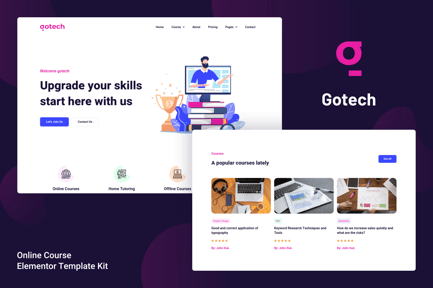 gotech
Home Course About Pricing Pages Contact
Welcome gotech
Upgrade your skills
start here with us
Let's Join Us
Contact Us
Online Courses
Home Tutoring
Offline Courses
Gotech
Courses
A popular courses lately
See all
Good and correct application of
typography
By: John Doe
Keyword Research Techniques and
Tools
By: John Doe
How do we increase sales quickly and
what are the risks?
By: John Doe
Online Course
Elementor Template Kit